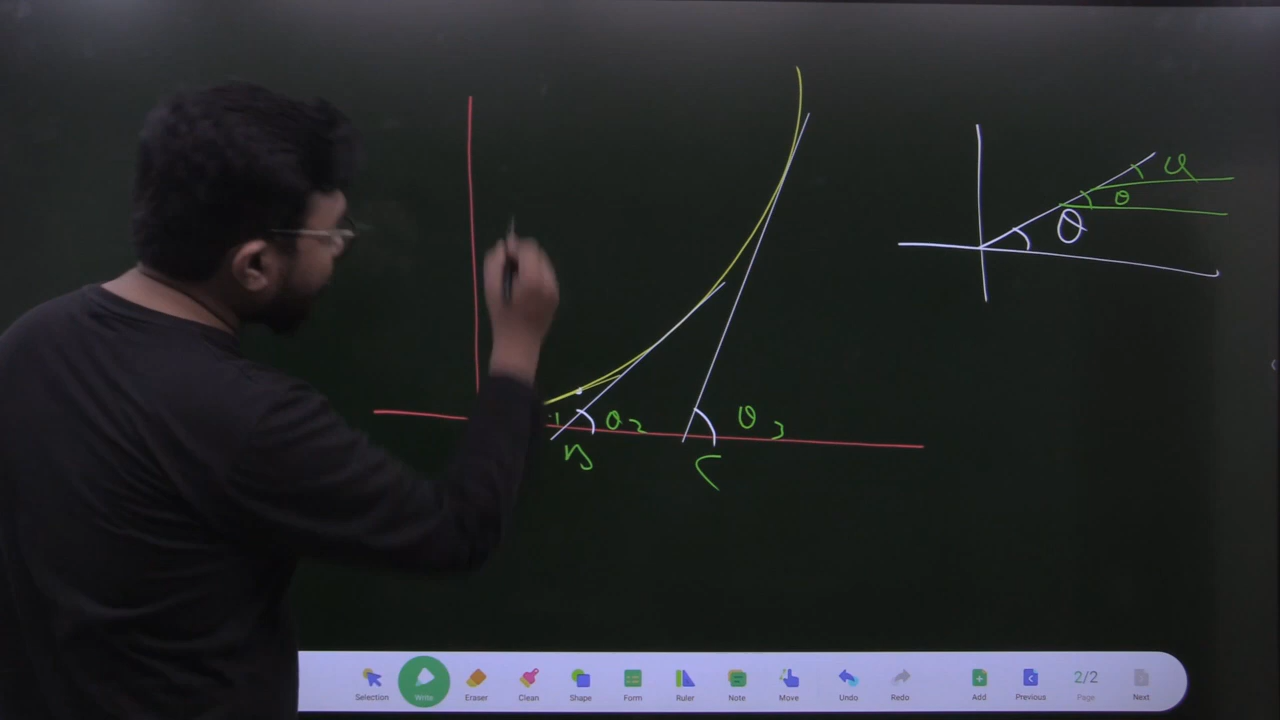 θ
θ
θ
1
θ2
θ3
B
C
Selection
Write
Eraser
Clean
Shape
Form
Ruler
Note
Move
Undo
Redo
Add
Previous
2/2
Page
Next